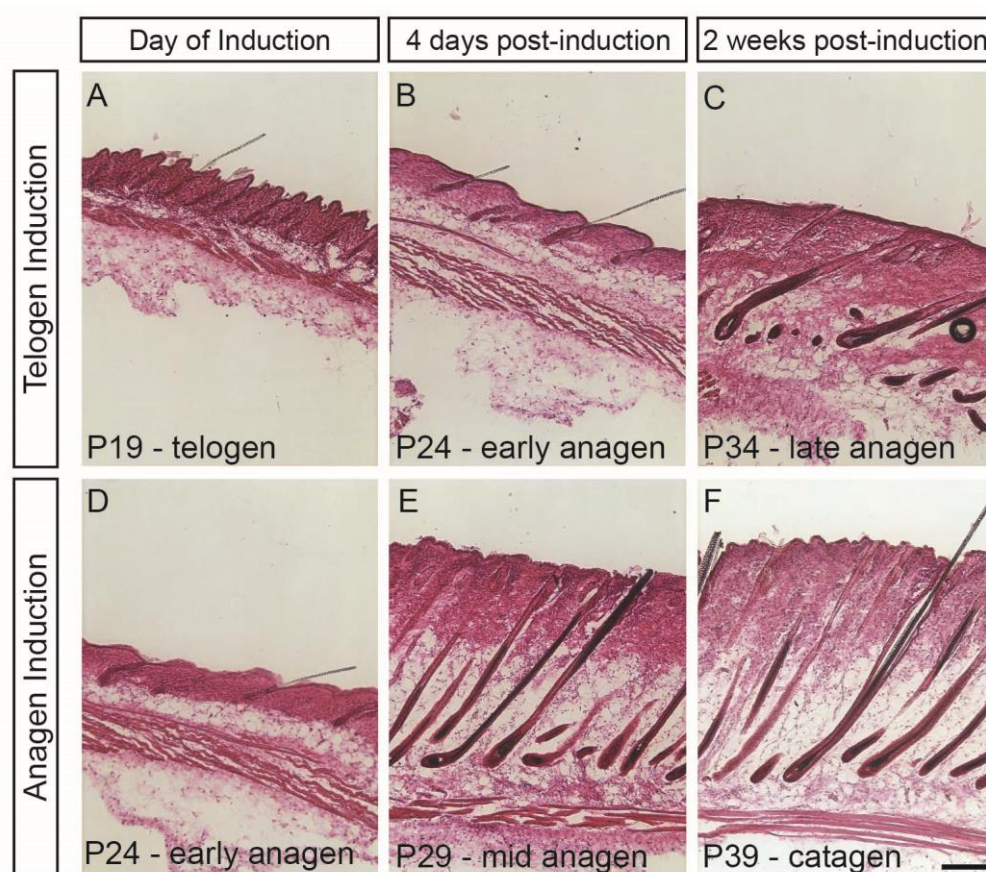 Day of Induction
4 days post-induction
2 weeks post-induction
Telogen Induction
A
B
C
P19 - telogen
P24 - early anagen
P34 - late anagen
Anagen Induction
D
E
F
P24 - early anagen
P29 - mid anagen
P39 - catagen